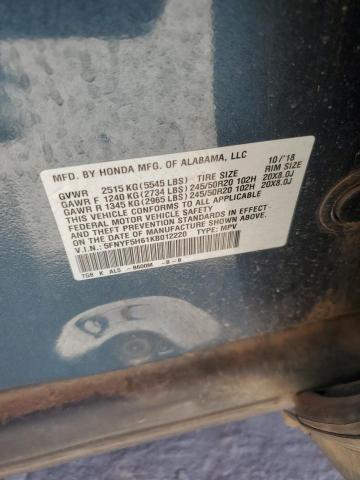 MFD. BY HONDA MFG. OF ALABAMA, LLC 10/'18
GVWR 2515 KG(5545 LBS) TIRE SIZE RIM SIZE
GAWR F 1240 KG(2734 LBS) 245/50R20 102H 20X8.0J
GAWR R 1345 KG(2965 LBS) 245/50R20 102H 20X8.0J
THIS VEHICLE CONFORMS TO ALL APPLICABLE
FEDERAL MOTOR VEHICLE SAFETY AND THEFT PREVENTION
STANDARDS IN EFFECT ON THE DATE OF
MANUFACTURE SHOWN ABOVE.
V.I.N.: 5FNYF5H61KB012220 TYPE: MPV
TG8 K AL5 - B600M -B-B